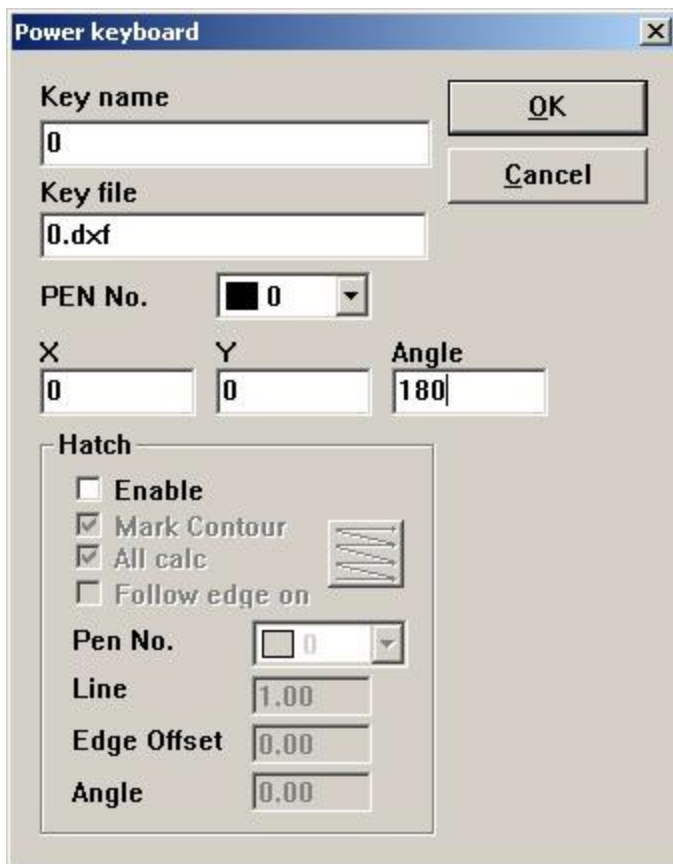 Power keyboard
Key name
OK
0
Cancel
Key file
0.dxf
PEN No. 0
X Y Angle
0 0 180
Hatch
Enable
Mark Contour
All calc
Follow edge on
Pen No. 0
Line 1.00
Edge Offset 0.00
Angle 0.00